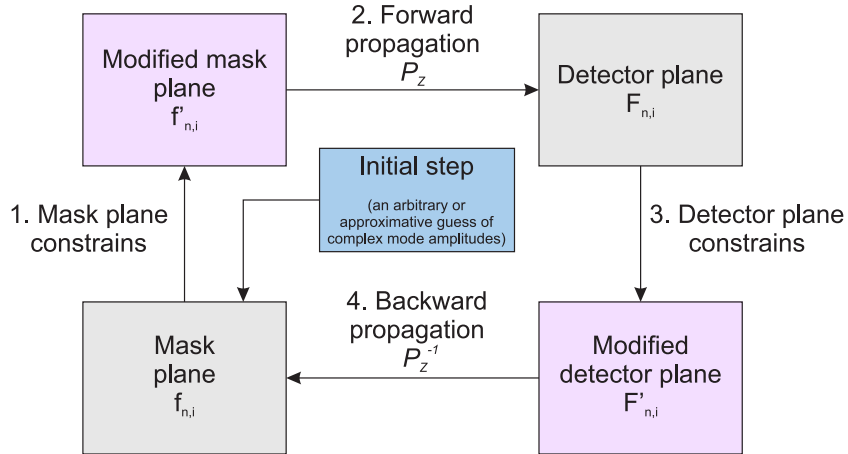 2. Forward
propagation
Pz
Modified mask
plane
f'n,i
Detector plane
Fn,i
Initial step
(an arbitrary or
approximative guess of
complex mode amplitudes)
1. Mask plane
constrains
3. Detector plane
constrains
4. Backward
propagation
Pz-1
Mask
plane
fn,i
Modified
detector plane
F'n,i